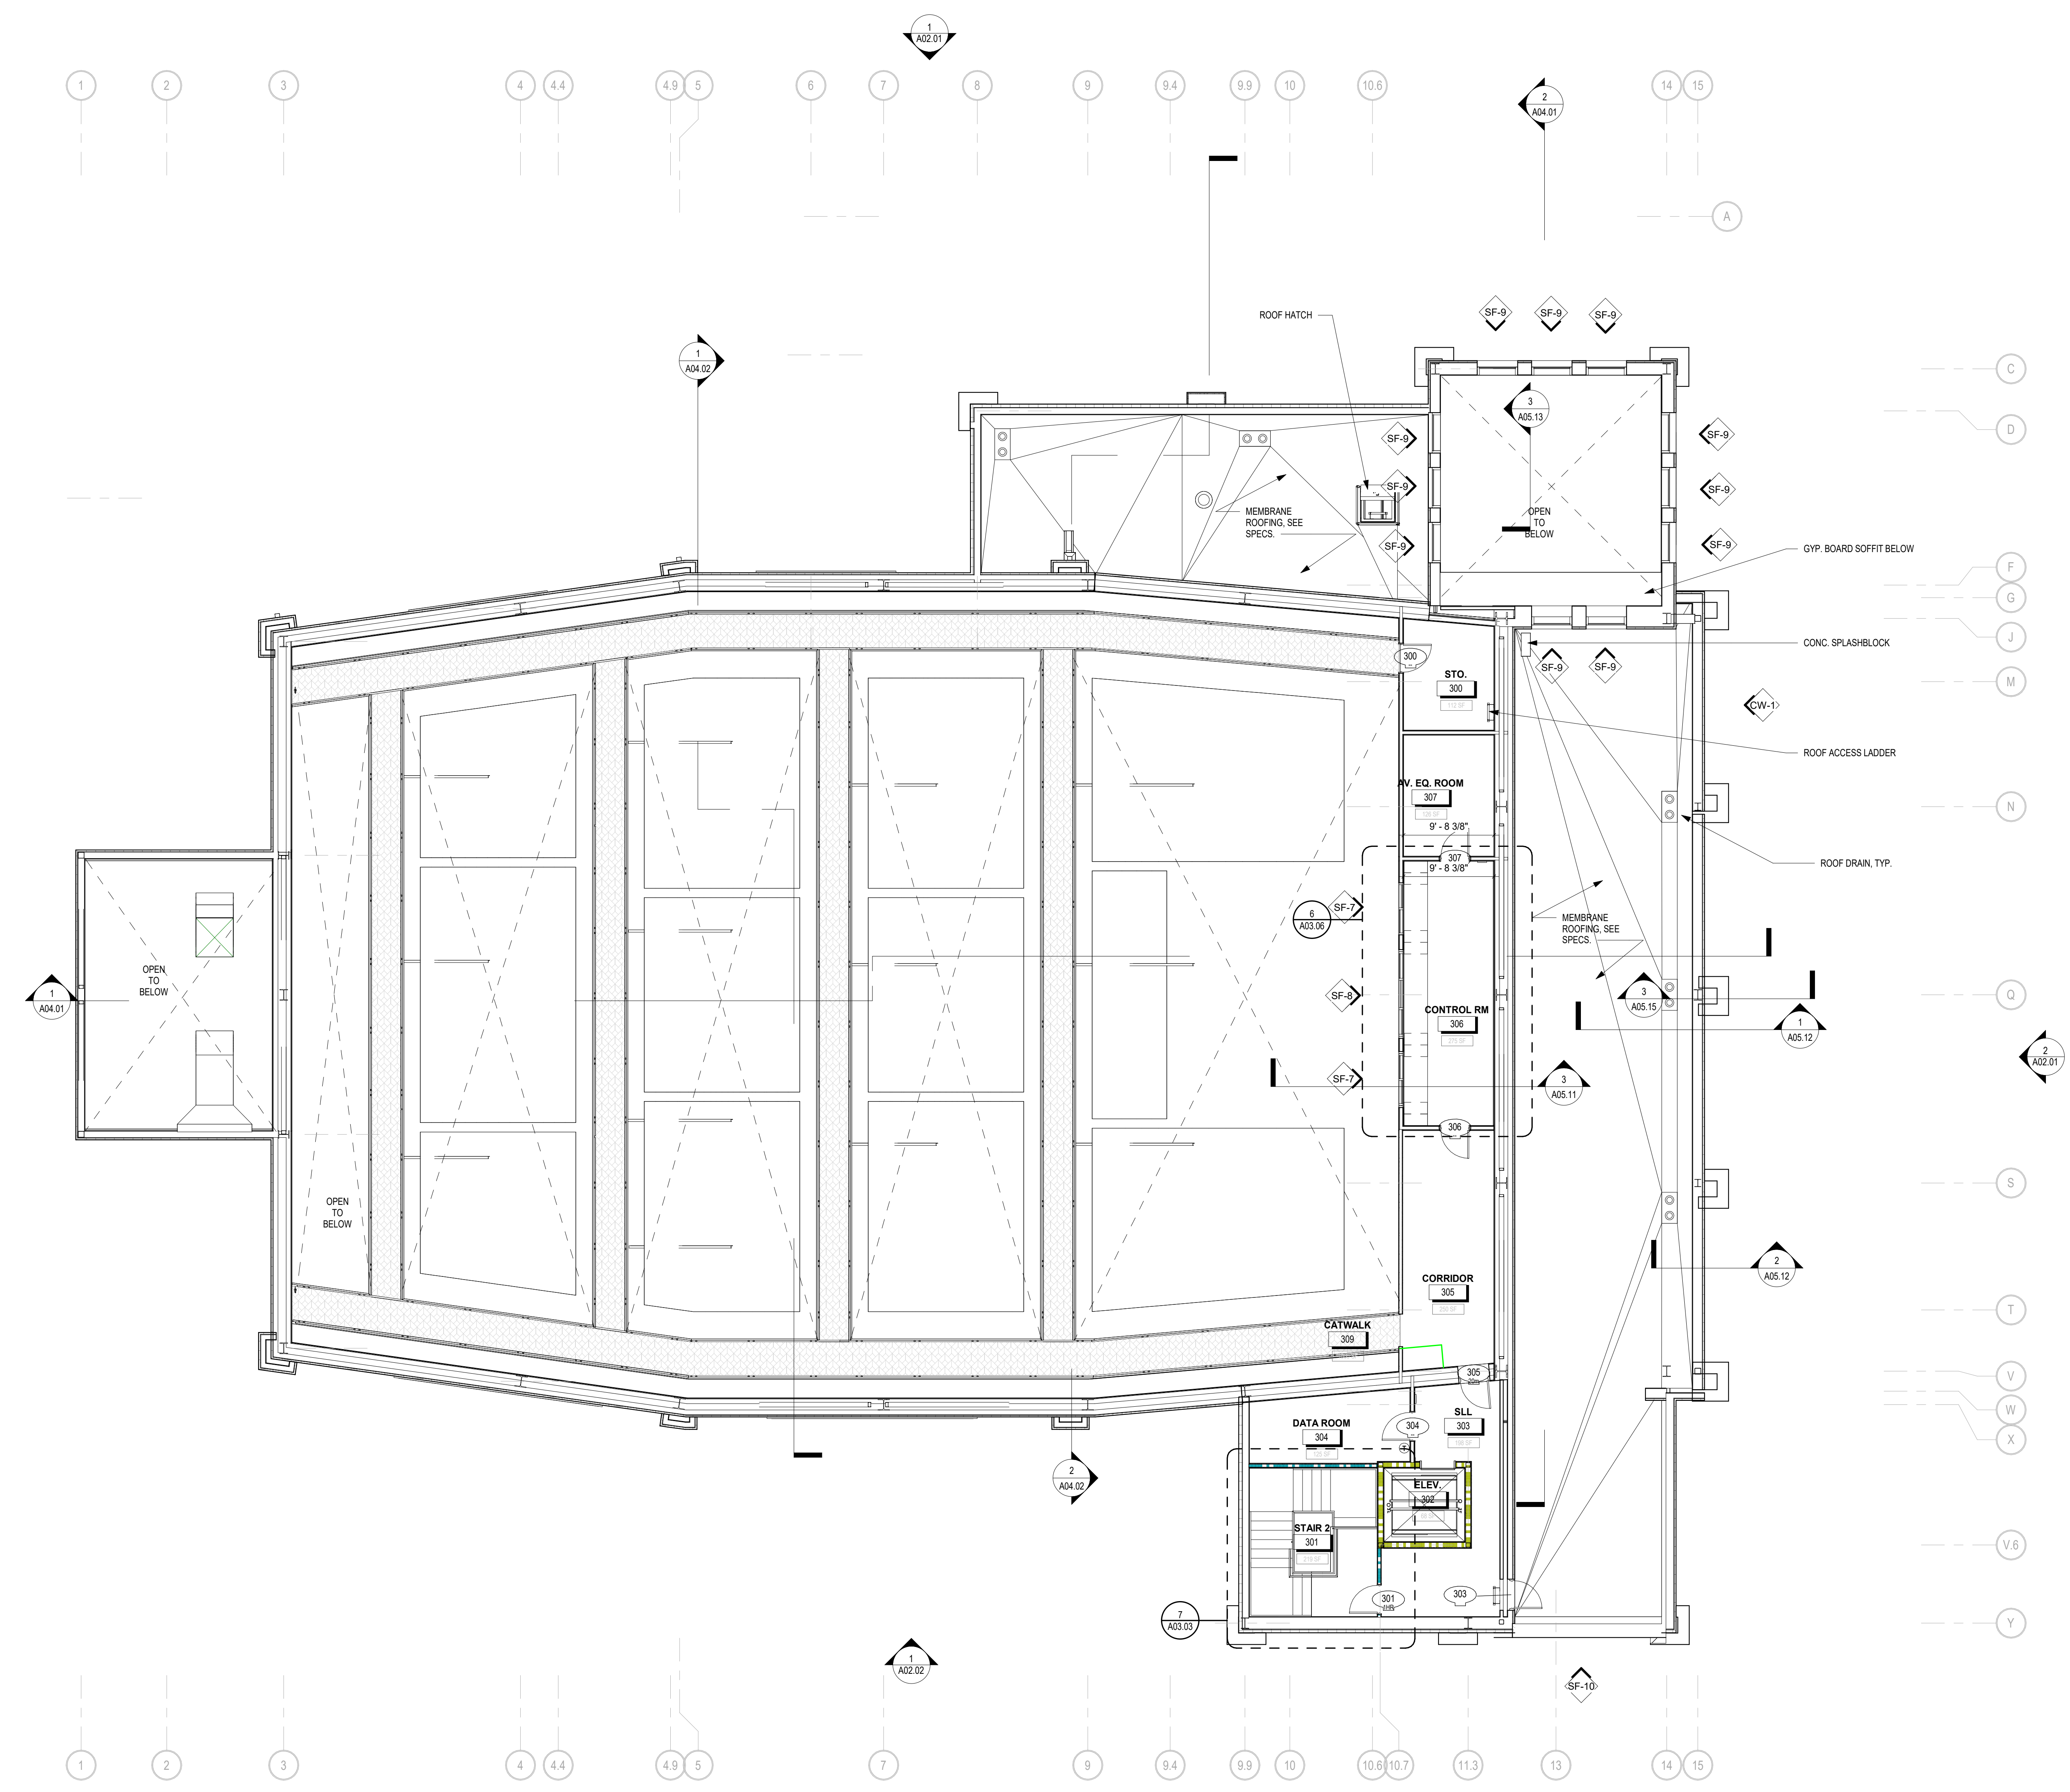 1
A02.01
1
2
3
4
4.4
4.9
5
6
7
8
9
9.4
9.9
10
10.6
14
15
2
A04.01
A
ROOF HATCH
SF-9
SF-9
SF-9
1
A04.02
C
3
A05.13
D
SF-9
SF-9
SF-9
SF-9
SF-9
SF-9
MEMBRANE
ROOFING, SEE
SPECS.
OPEN
TO
BELOW
GYP. BOARD SOFFIT BELOW
F
G
J
CONC. SPLASHBLOCK
300
SF-9
SF-9
STO.
300
112 SF
M
CW-1
ROOF ACCESS LADDER
AV. EQ. ROOM
307
N
9' - 8 3/8"
307
9' - 8 3/8"
ROOF DRAIN, TYP.
SF-7
6
A03.06
MEMBRANE
ROOFING, SEE
SPECS.
OPEN
TO
BELOW
1
A04.01
SF-8
3
A05.15
Q
CONTROL RM
306
275 SF
1
A05.12
2
A02.01
SF-7
3
A05.11
306
S
OPEN
TO
BELOW
2
A05.12
CORRIDOR
305
250 SF
T
CATWALK
309
305
V
W
X
DATA ROOM
304
304
SLL
303
198 SF
2
A04.02
ELEV.
302
STAIR 2
301
219 SF
V.6
301
303
7
A03.03
Y
1
A02.02
SF-10
1
2
3
4
4.4
4.9
5
7
9
9.4
9.9
10
10.6
10.7
11.3
13
14
15